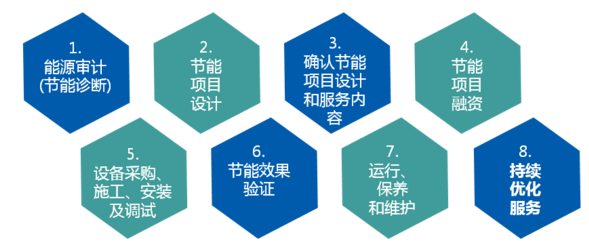 1.
能源审计
(节能诊断)
2.
节能
项目
设计
3.
确认节能
项目设计
和服务内
容
4.
节能
项目
融资
5.
设备采购、
施工、安装
及调试
6.
节能效果
验证
7.
运行、
保养
和维护
8.
持续
优化
服务